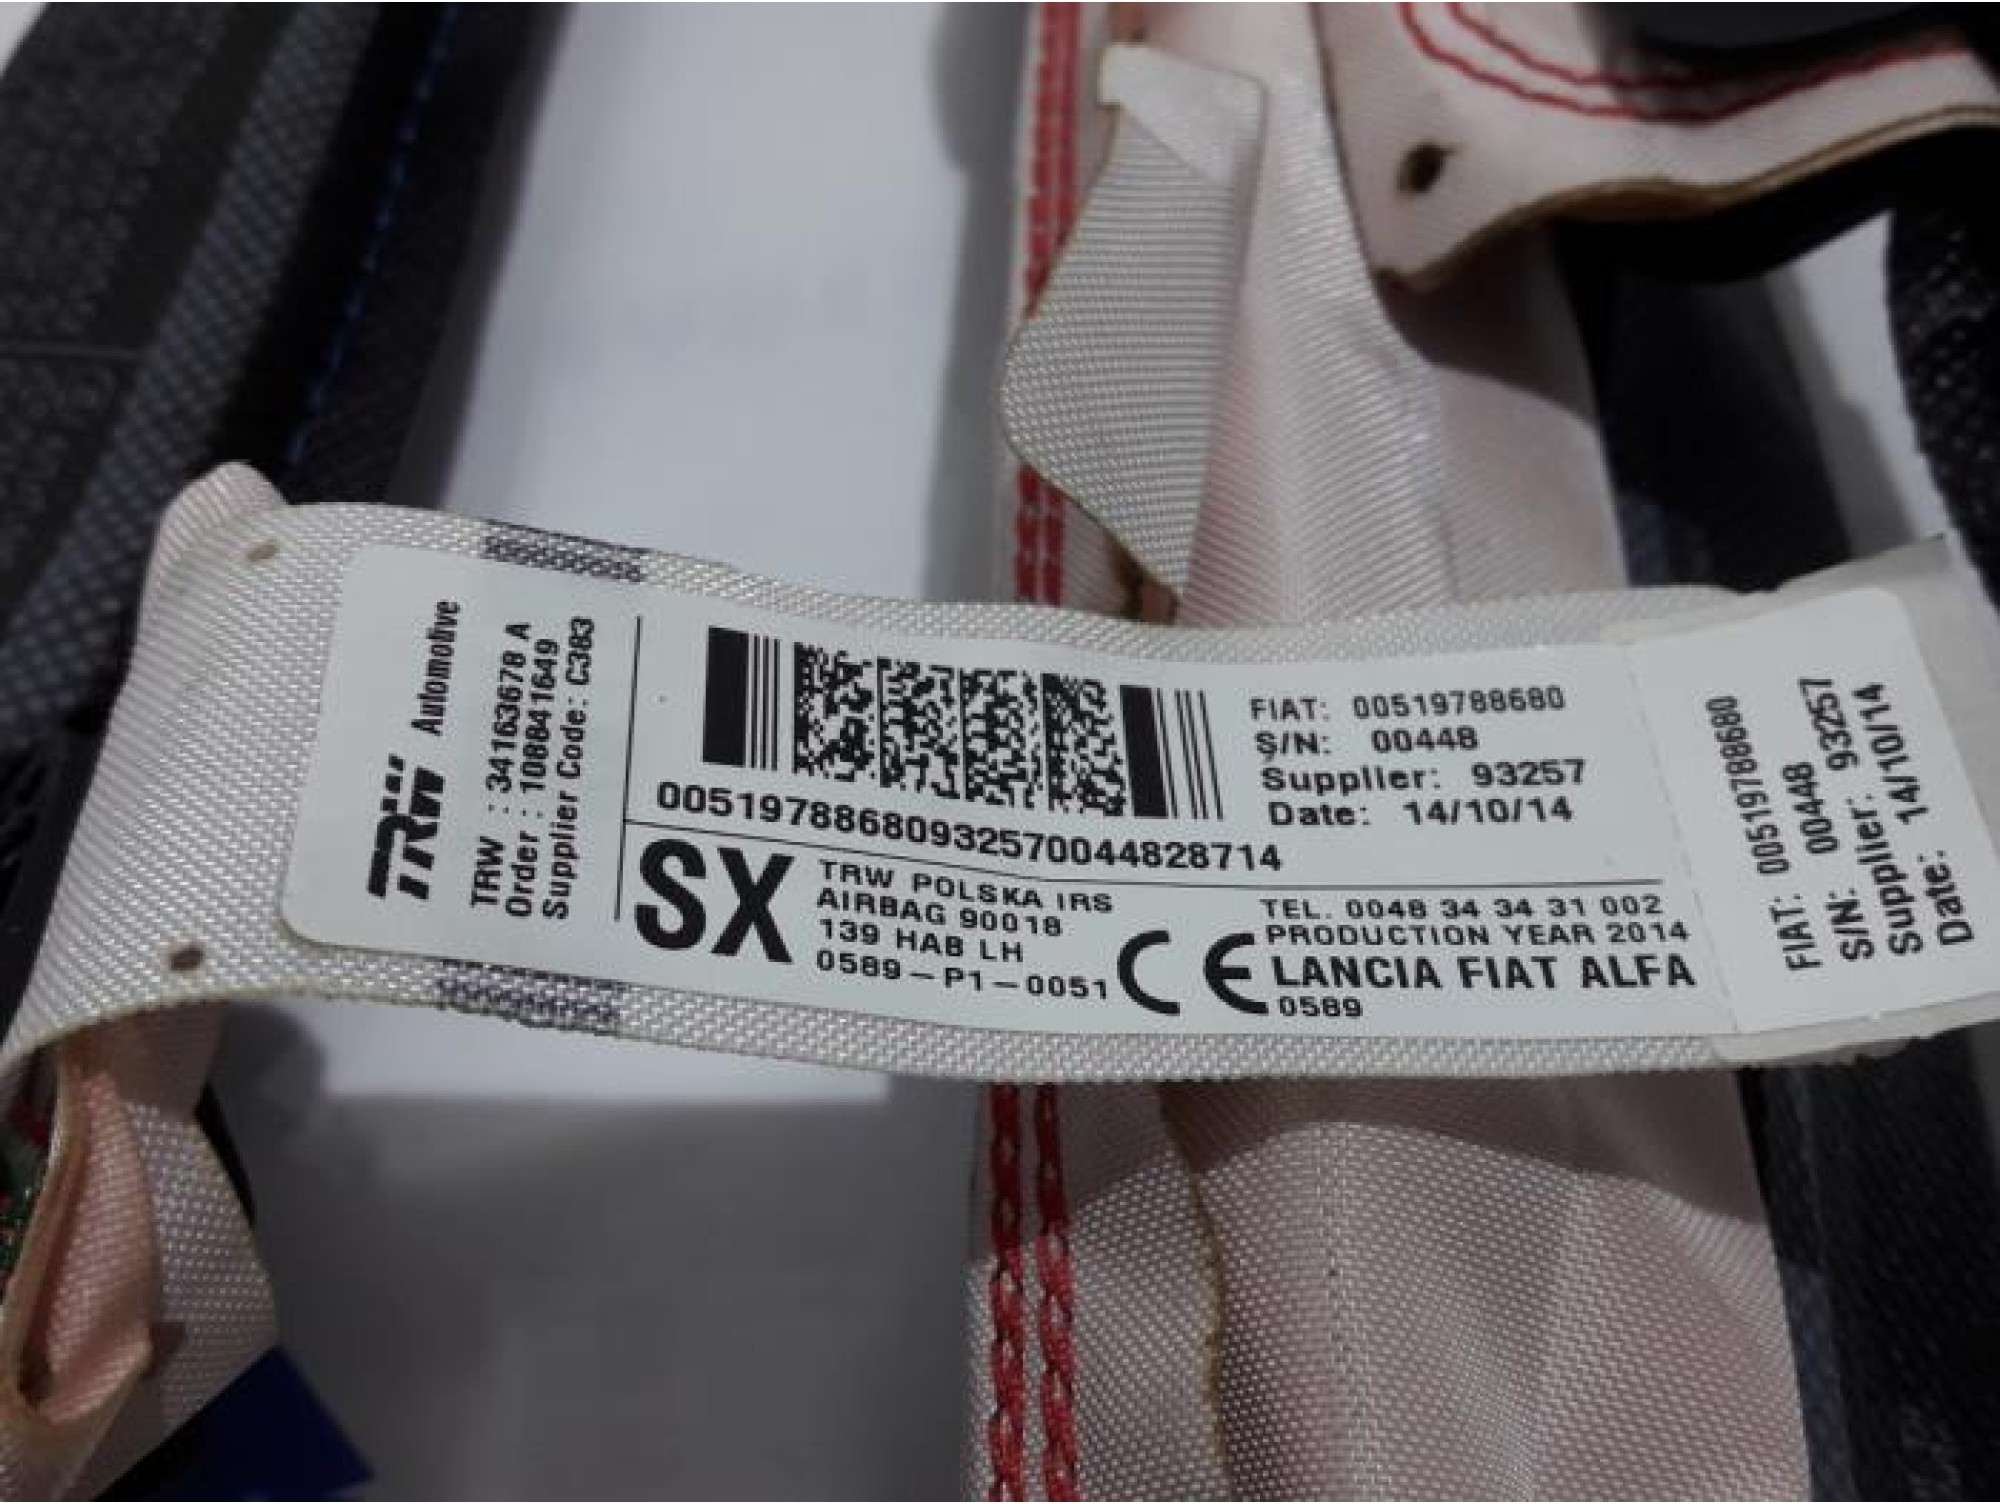 TRW Automotive
TRW : 34163678 A
Order : 10BB41649
Supplier Code: C383
FIAT: 00519788680
S/N: 00448
Supplier: 93257
Date: 14/10/14
00519788680932570044828714
SX
TRW POLSKA IRS
AIRBAG 90018
139 HAB LH
0589-P1-0051
CE
TEL. 0048 34 34 31 002
PRODUCTION YEAR 2014
LANCIA FIAT ALFA
0589
FIAT: 00519788680
S/N: 00448
Supplier: 93257
Date: 14/10/14